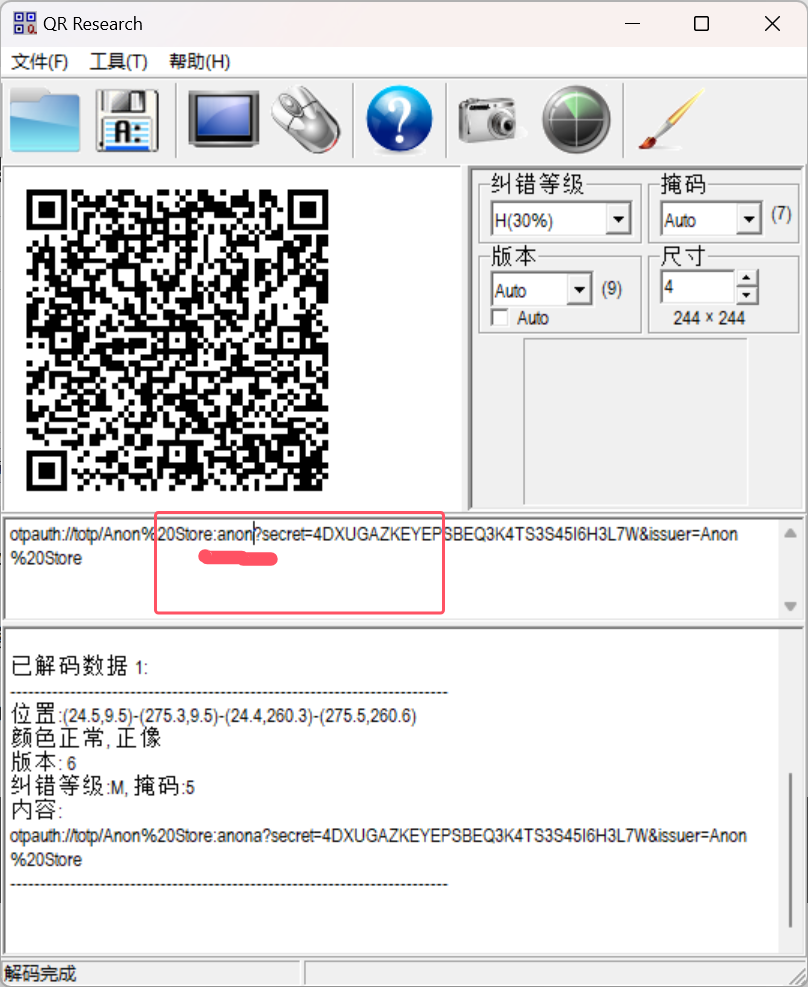 QR Research
文件(F) 工具(T) 帮助(H)
A:
纠错等级
H(30%)
掩码
Auto
(7)
版本
Auto
(9)
Auto
尺寸
4
244 × 244
otpauth://totp/Anon%20Store:anon?secret=4DXUGAZKEYEPSBEQ3K4TS3S45I6H3L7W&issuer=Anon
%20Store
已解码数据 1:
-------------------------------------------------------------------------
位置:(24.5,9.5)-(275.3,9.5)-(24.4,260.3)-(275.5,260.6)
颜色正常, 正像
版本: 6
纠错等级:M, 掩码:5
内容:
otpauth://totp/Anon%20Store:anona?secret=4DXUGAZKEYEPSBEQ3K4TS3S45I6H3L7W&issuer=Anon
%20Store
-------------------------------------------------------------------------
解码完成